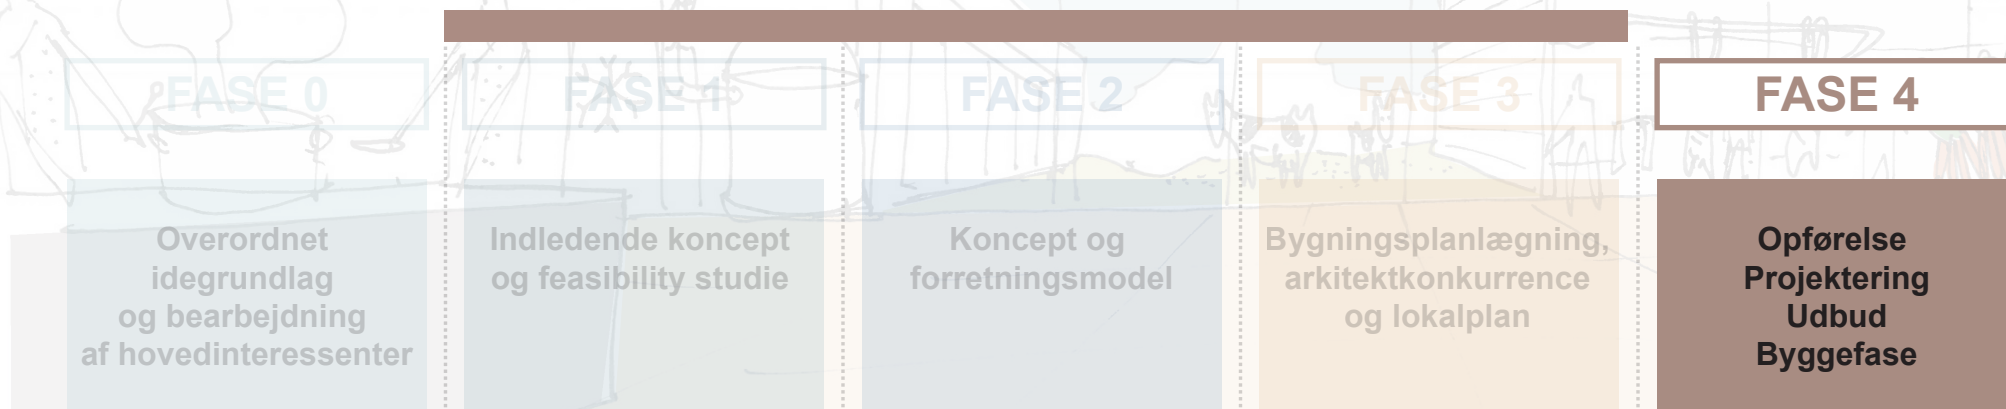 FASE 0
FASE 1
FASE 2
FASE 3
FASE 4
Overordnet
idegrundlag
og bearbejdning
af hovedinteressenter
Indledende koncept
og feasibility studie
Koncept og
forretningsmodel
Bygningsplanlægning,
arkitektkonkurrence
og lokalplan
Opførelse
Projektering
Udbud
Byggefase